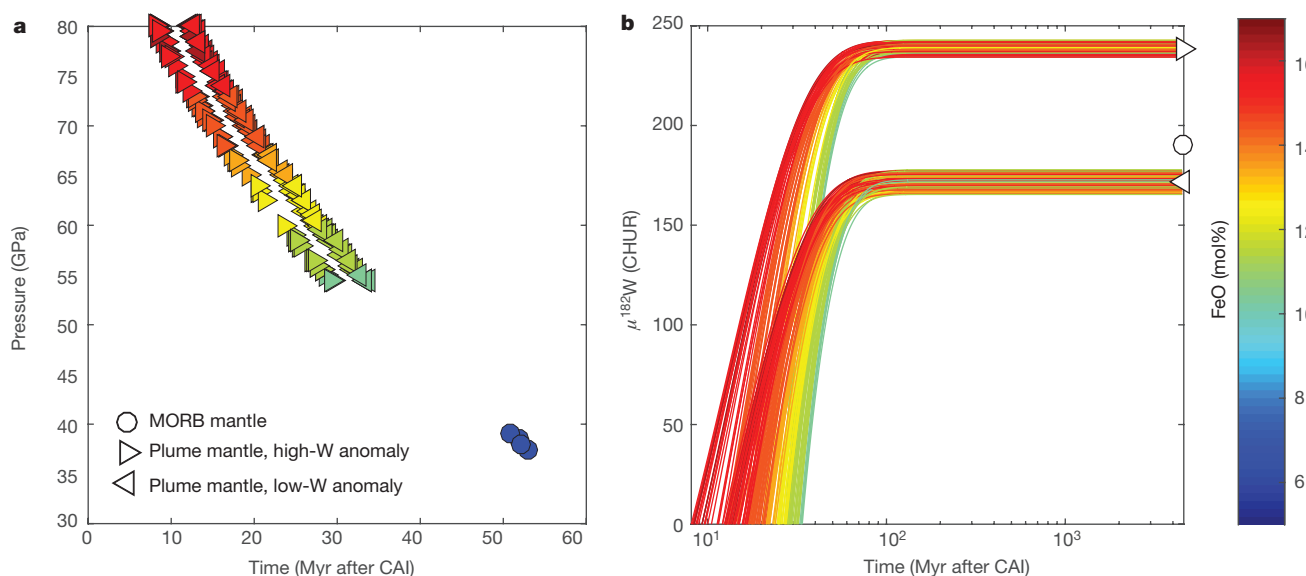 a
80
75
70
65
60
55
50
45
40
35
30
Pressure (GPa)
MORB mantle
Plume mantle, high-W anomaly
Plume mantle, low-W anomaly
0 10 20 30 40 50 60
Time (Myr after CAI)
b
250
200
150
100
50
0
μ¹⁸²W (CHUR)
10¹ 10² 10³
Time (Myr after CAI)
FeO (mol%)
16
14
12
10
8
6